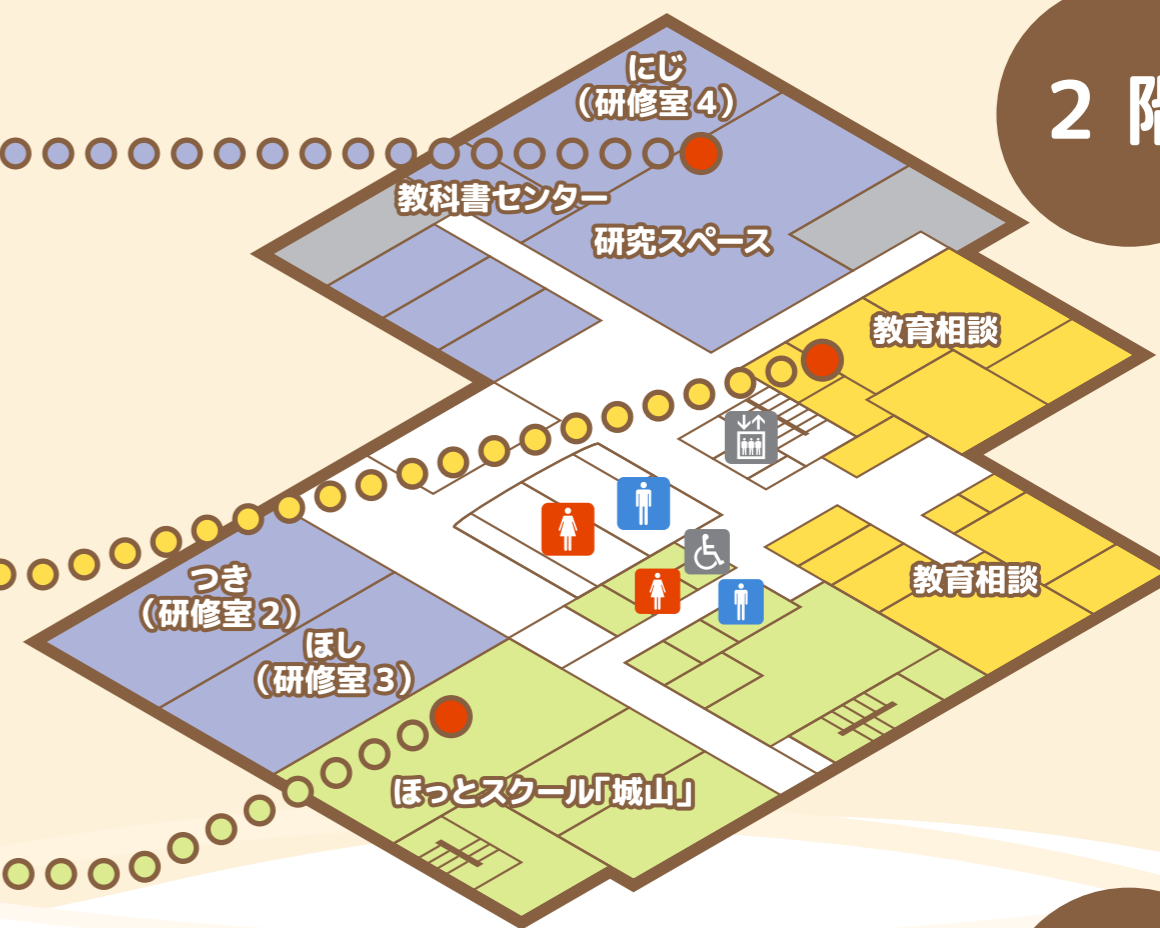 にじ
（研修室４）
2 階
教科書センター
研究スペース
教育相談
つき
（研修室２）
ほし
（研修室３）
教育相談
ほっとスクール「城山」